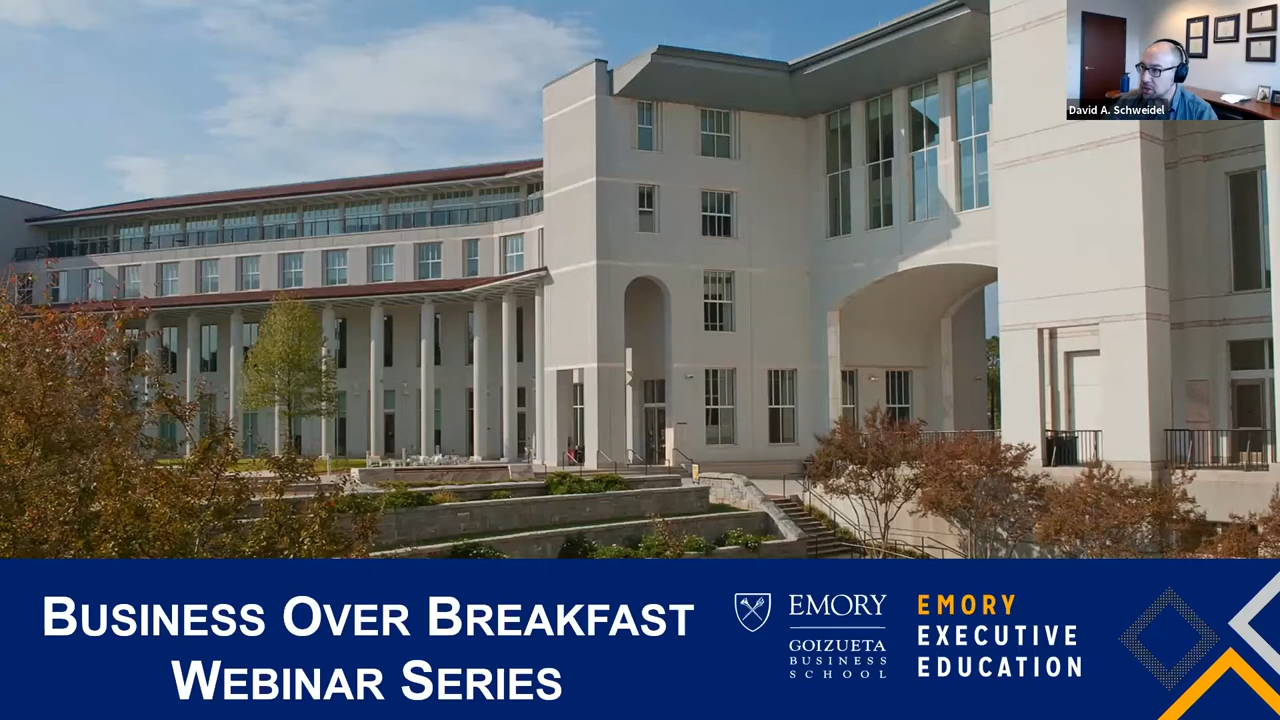 David A. Schweidel
BUSINESS OVER BREAKFAST
WEBINAR SERIES
EMORY
GOIZUETA
BUSINESS
SCHOOL
EMORY
EXECUTIVE
EDUCATION